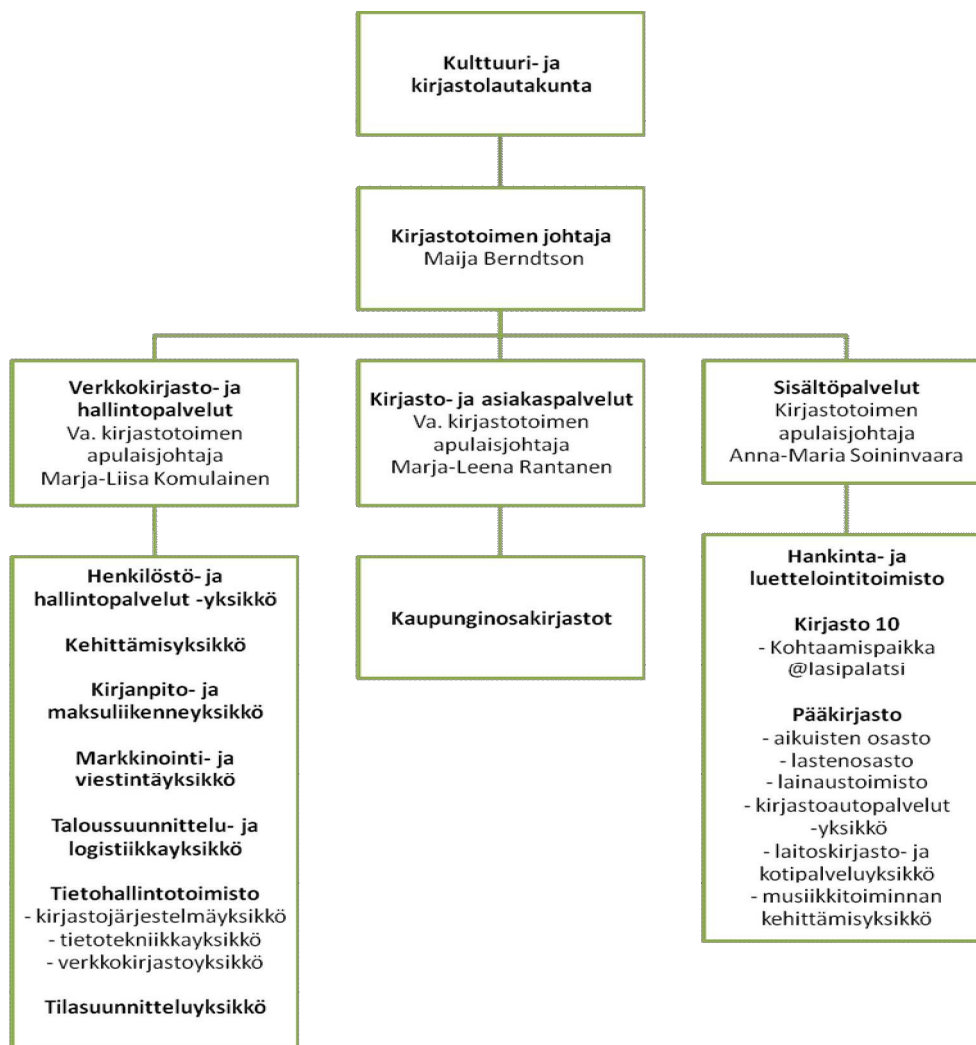 Kulttuuri- ja
kirjastolautakunta
Kirjastotoimen johtaja
Maija Berndtson
Verkkokirjasto- ja
hallintopalvelut
Va. kirjastotoimen
apulaisjohtaja
Marja-Liisa Komulainen
Kirjasto- ja asiakaspalvelut
Va. kirjastotoimen
apulaisjohtaja
Marja-Leena Rantanen
Sisältöpalvelut
Kirjastotoimen
apulaisjohtaja
Anna-Maria Soininvaara
Henkilöstö- ja
hallintopalvelut -yksikkö
Kehittämisyksikkö
Kirjanpito- ja
maksuliikenneyksikkö
Markkinointi- ja
viestintäyksikkö
Taloussuunnittelu- ja
logistiikkayksikkö
Tietohallintotoimisto
- kirjastojärjestelmäyksikkö
- tietotekniikkayksikkö
- verkkokirjastoyksikkö
Tilasuunnitteluyksikkö
Kaupunginosakirjastot
Hankinta- ja
luettelointitoimisto
Kirjasto 10
- Kohtaamispaikka
@lasipalatsi
Pääkirjasto
- aikuisten osasto
- lastenosasto
- lainaustoimisto
- kirjastoautopalvelut
-yksikkö
- laitoskirjasto- ja
kotipalveluyksikkö
- musiikkitoiminnan
kehittämisyksikkö